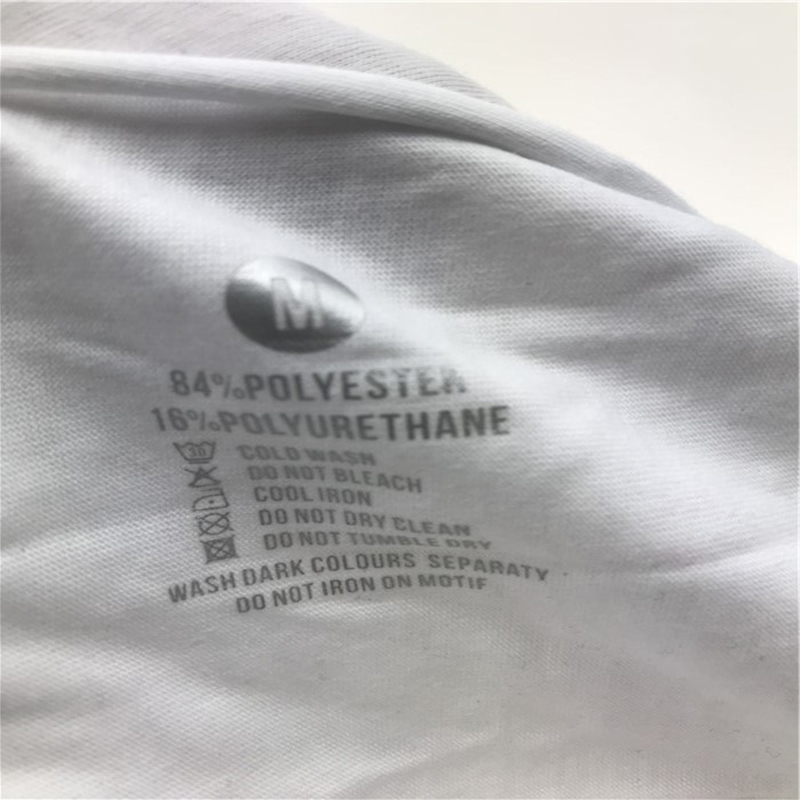 M
84%POLYESTER
16%POLYURETHANE
30
COLD WASH
DO NOT BLEACH
COOL IRON
DO NOT DRY CLEAN
DO NOT TUMBLE DRY
WASH DARK COLOURS SEPARATY
DO NOT IRON ON MOTIF